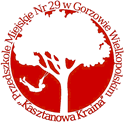 Przedszkole Miejskie Nr 29 w Gorzowie Wielkopolskim
"Kasztanowa Kraina"